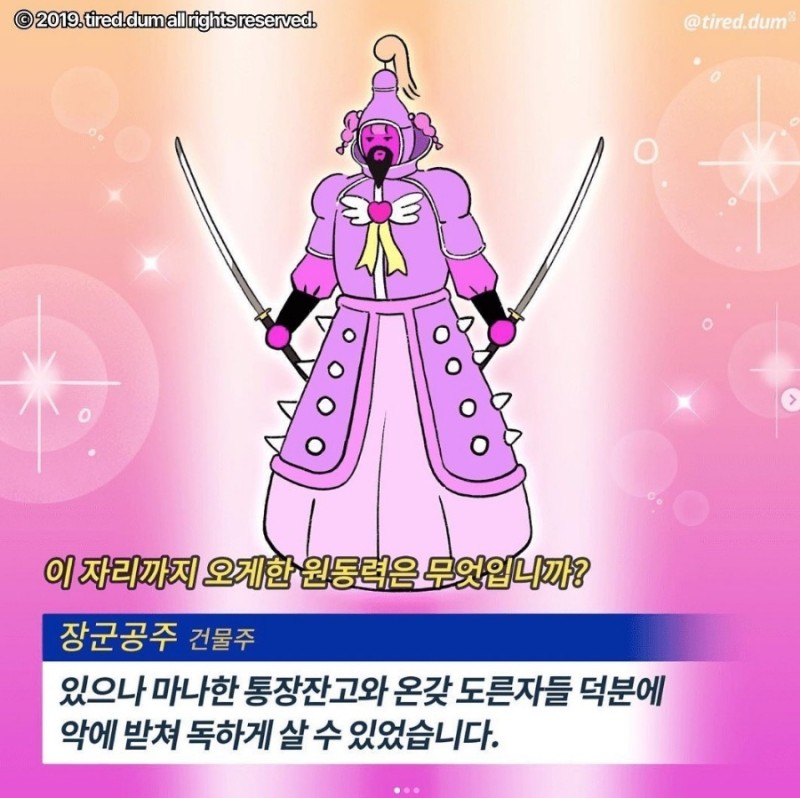 © 2019. tired.dum all rights reserved.
@tired.dum
이 자리까지 오게한 원동력은 무엇입니까?
장군공주 건물주
있으나 마나한 통장잔고와 온갖 도른자들 덕분에
악에 받쳐 독하게 살 수 있었습니다.